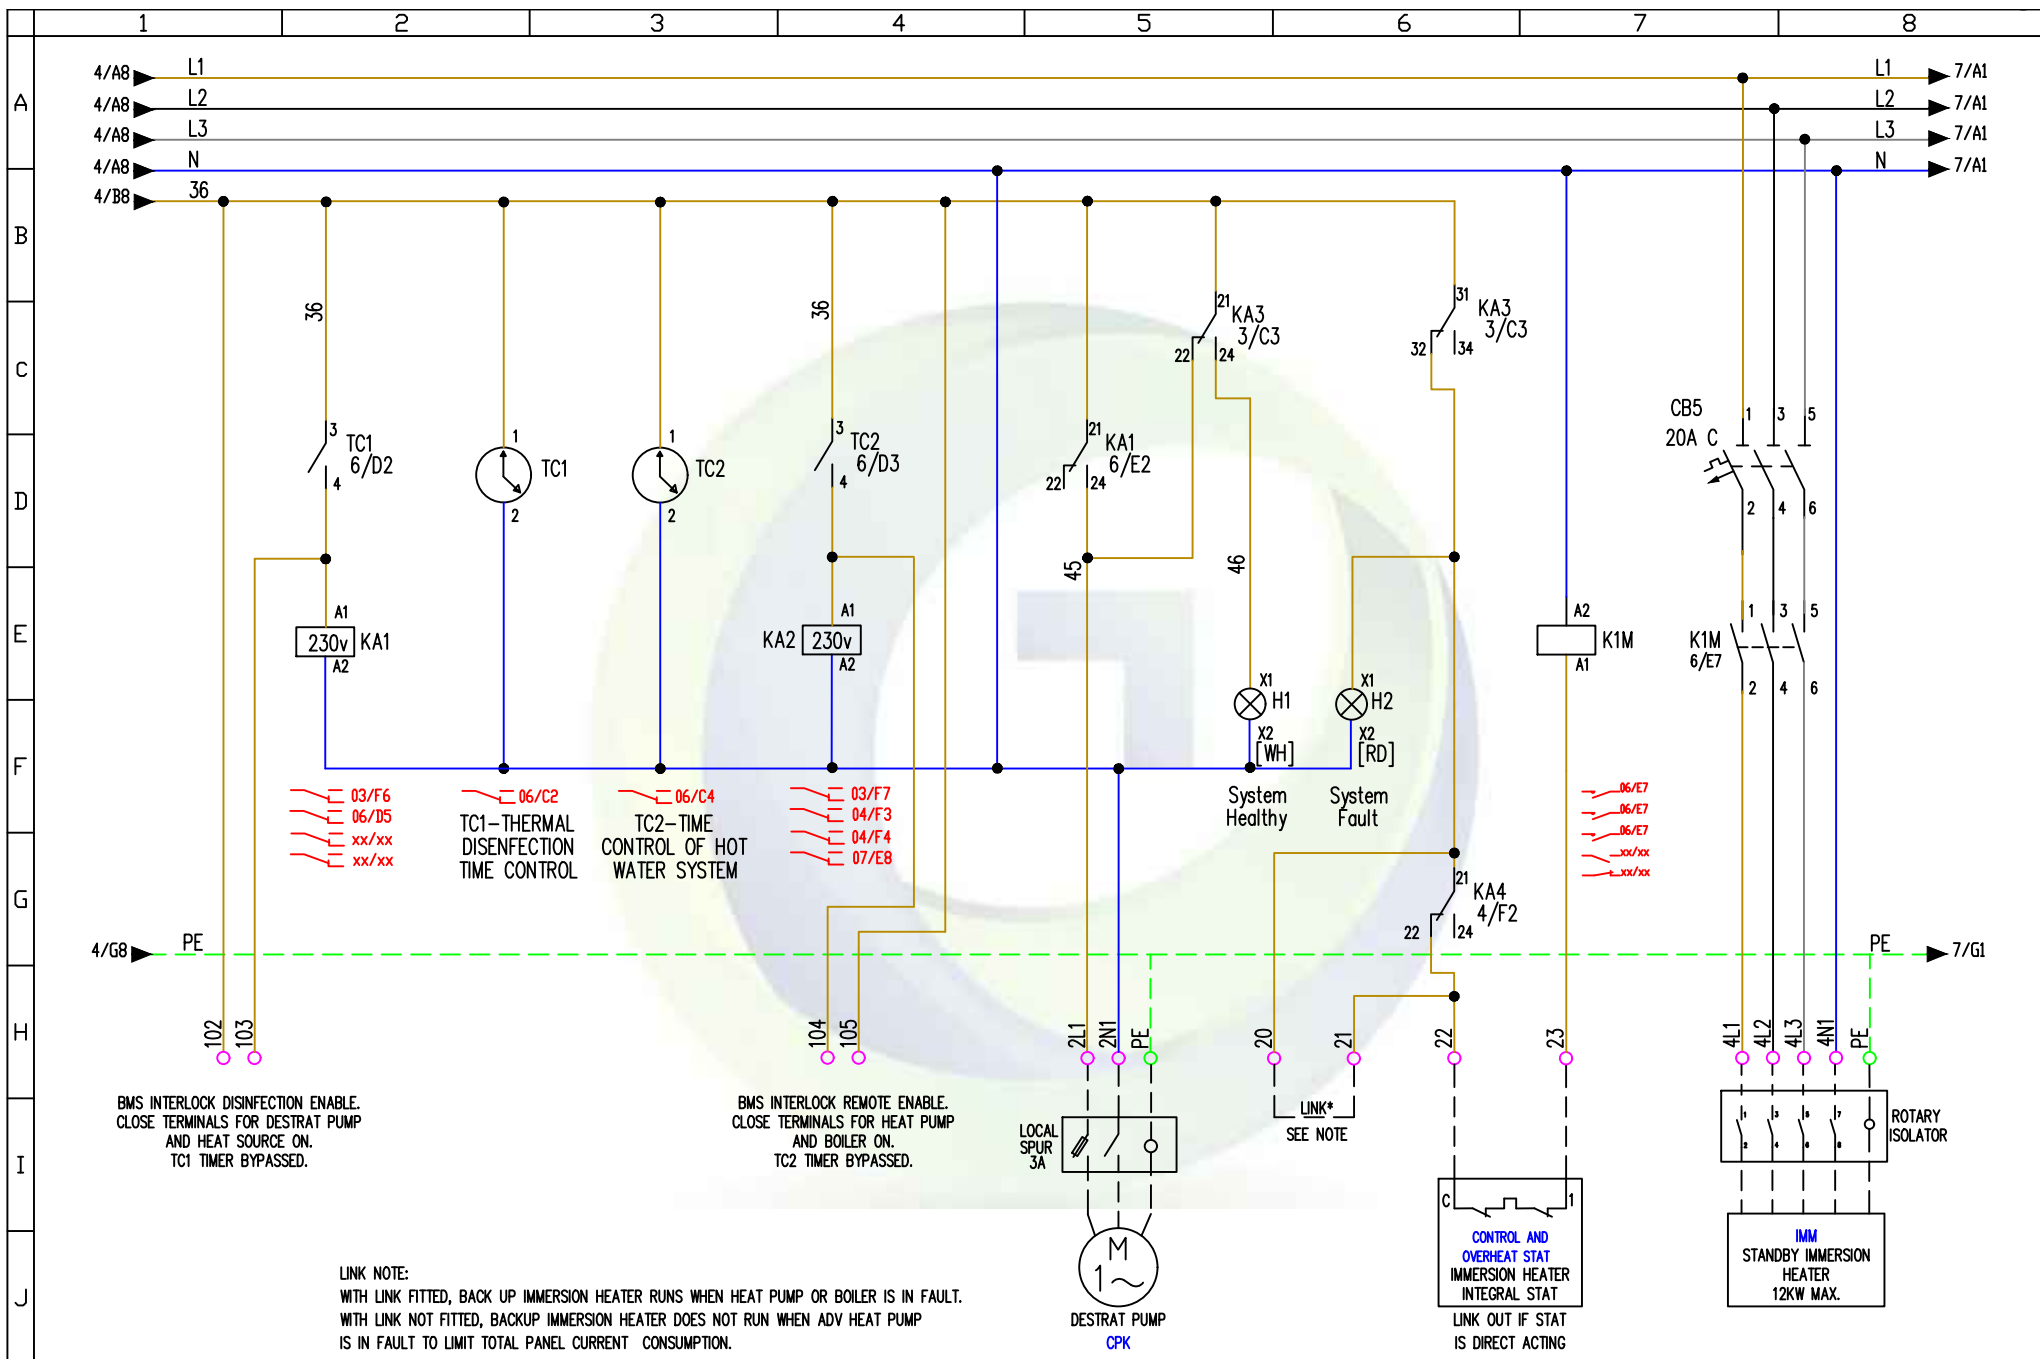 1 2 3 4 5 6 7 8
A
B
C
D
E
F
G
H
I
J
4/A8 L1 L1 7/A1
4/A8 L2 L2 7/A1
4/A8 L3 L3 7/A1
4/A8 N N 7/A1
4/B8 36
36
36
21
KA3
3/C3
22
24
31
KA3
3/C3
32
34
3
TC1
6/D2
4
1
TC1
2
1
TC2
2
3
TC2
6/D3
4
21
KA1
6/E2
22
24
CB5
20A C
1 3 5
2 4 6
45
46
A1
230v KA1
A2
A1
KA2 230v
A2
A2
K1M
A1
K1M
6/E7
1 3 5
2 4 6
X1
H1
X2
[WH]
X1
H2
X2
[RD]
System
Healthy
System
Fault
03/F6
06/D5
xx/xx
xx/xx
06/C2
TC1-THERMAL
DISENFECTION
TIME CONTROL
06/C4
TC2-TIME
CONTROL OF HOT
WATER SYSTEM
03/F7
04/F3
04/F4
07/E8
06/E7
06/E7
06/E7
xx/xx
xx/xx
21
KA4
4/F2
22
24
4/G8 PE PE 7/G1
102
103
104
105
2L1
2N1
PE
20
21
22
23
4L1
4L2
4L3
4N1
PE
BMS INTERLOCK DISINFECTION ENABLE.
CLOSE TERMINALS FOR DESTRAT PUMP
AND HEAT SOURCE ON.
TC1 TIMER BYPASSED.
BMS INTERLOCK REMOTE ENABLE.
CLOSE TERMINALS FOR HEAT PUMP
AND BOILER ON.
TC2 TIMER BYPASSED.
LOCAL
SPUR
3A
LINK*
SEE NOTE
1 3 5 7
2 4 6 8
ROTARY
ISOLATOR
M
1~
DESTRAT PUMP
CPK
C 1
CONTROL AND
OVERHEAT STAT
IMMERSION HEATER
INTEGRAL STAT
LINK OUT IF STAT
IS DIRECT ACTING
IMM
STANDBY IMMERSION
HEATER
12KW MAX.
LINK NOTE:
WITH LINK FITTED, BACK UP IMMERSION HEATER RUNS WHEN HEAT PUMP OR BOILER IS IN FAULT.
WITH LINK NOT FITTED, BACKUP IMMERSION HEATER DOES NOT RUN WHEN ADV HEAT PUMP
IS IN FAULT TO LIMIT TOTAL PANEL CURRENT CONSUMPTION.